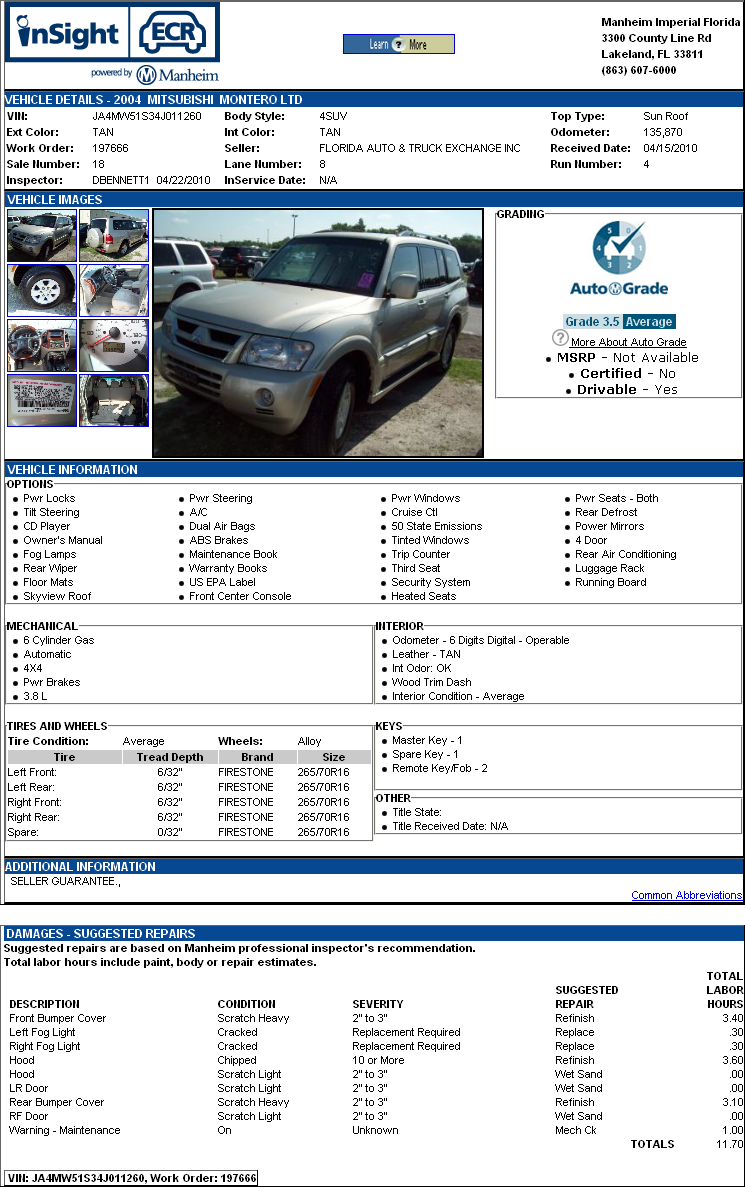 inSight ECR
powered by Manheim
Learn ? More
Manheim Imperial Florida
3300 County Line Rd
Lakeland, FL 33811
(863) 607-6000
VEHICLE DETAILS - 2004 MITSUBISHI MONTERO LTD
VIN: JA4MW51S34J011260 Body Style: 4SUV Top Type: Sun Roof
Ext Color: TAN Int Color: TAN Odometer: 135,870
Work Order: 197666 Seller: FLORIDA AUTO & TRUCK EXCHANGE INC Received Date: 04/15/2010
Sale Number: 18 Lane Number: 8 Run Number: 4
Inspector: DBENNETT1 04/22/2010 InService Date: N/A
VEHICLE IMAGES
GRADING
5 4 3 2 1
AutoGrade
Grade 3.5 Average
? More About Auto Grade
• MSRP - Not Available
• Certified - No
• Drivable - Yes
VEHICLE INFORMATION
OPTIONS
• Pwr Locks • Pwr Steering • Pwr Windows • Pwr Seats - Both
• Tilt Steering • A/C • Cruise Ctl • Rear Defrost
• CD Player • Dual Air Bags • 50 State Emissions • Power Mirrors
• Owner's Manual • ABS Brakes • Tinted Windows • 4 Door
• Fog Lamps • Maintenance Book • Trip Counter • Rear Air Conditioning
• Rear Wiper • Warranty Books • Third Seat • Luggage Rack
• Floor Mats • US EPA Label • Security System • Running Board
• Skyview Roof • Front Center Console • Heated Seats
MECHANICAL
• 6 Cylinder Gas
• Automatic
• 4X4
• Pwr Brakes
• 3.8 L
INTERIOR
• Odometer - 6 Digits Digital - Operable
• Leather - TAN
• Int Odor: OK
• Wood Trim Dash
• Interior Condition - Average
TIRES AND WHEELS
Tire Condition: Average Wheels: Alloy
Tire Tread Depth Brand Size
Left Front: 6/32" FIRESTONE 265/70R16
Left Rear: 6/32" FIRESTONE 265/70R16
Right Front: 6/32" FIRESTONE 265/70R16
Right Rear: 6/32" FIRESTONE 265/70R16
Spare: 0/32" FIRESTONE 265/70R16
KEYS
• Master Key - 1
• Spare Key - 1
• Remote Key/Fob - 2
OTHER
• Title State:
• Title Received Date: N/A
ADDITIONAL INFORMATION
SELLER GUARANTEE.,
Common Abbreviations
DAMAGES - SUGGESTED REPAIRS
Suggested repairs are based on Manheim professional inspector's recommendation.
Total labor hours include paint, body or repair estimates.
DESCRIPTION CONDITION SEVERITY SUGGESTED REPAIR TOTAL LABOR HOURS
Front Bumper Cover Scratch Heavy 2" to 3" Refinish 3.40
Left Fog Light Cracked Replacement Required Replace .30
Right Fog Light Cracked Replacement Required Replace .30
Hood Chipped 10 or More Refinish 3.60
Hood Scratch Light 2" to 3" Wet Sand .00
LR Door Scratch Light 2" to 3" Wet Sand .00
Rear Bumper Cover Scratch Heavy 2" to 3" Refinish 3.10
RF Door Scratch Light 2" to 3" Wet Sand .00
Warning - Maintenance On Unknown Mech Ck 1.00
TOTALS 11.70
VIN: JA4MW51S34J011260, Work Order: 197666